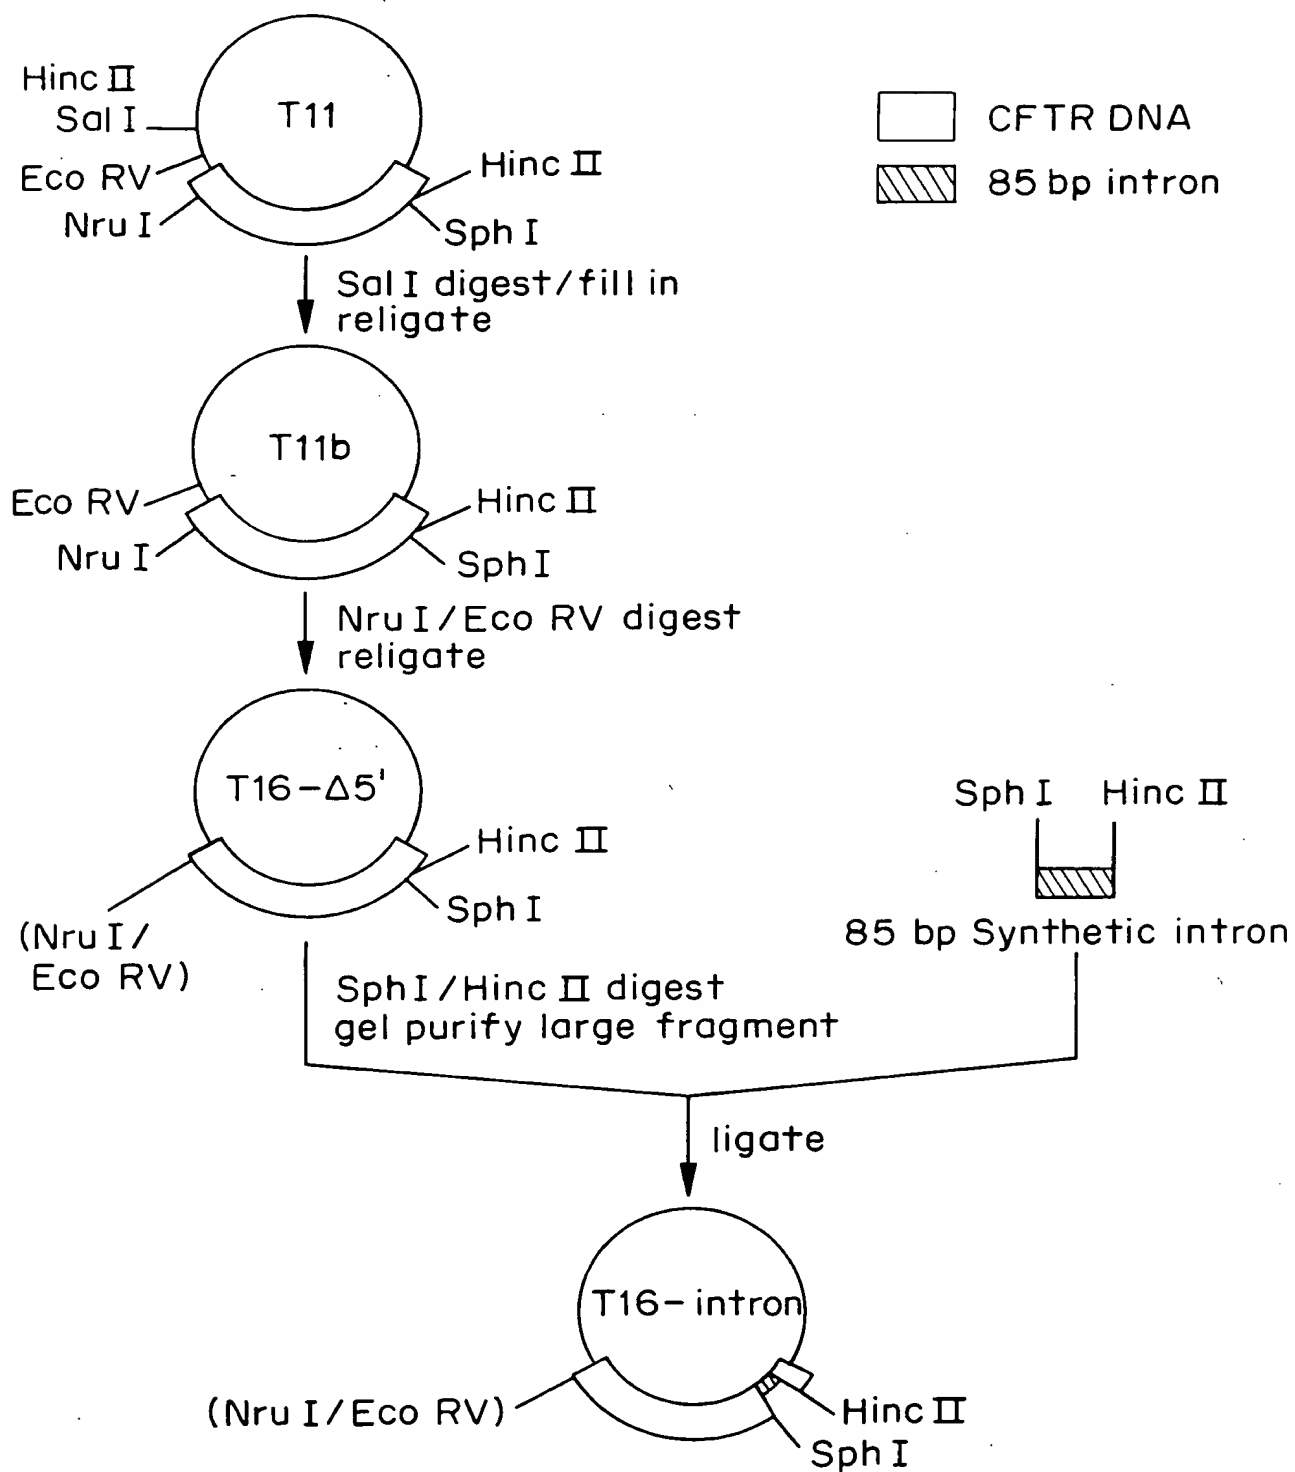 Hinc II
Sal I
T11
Eco RV
Nru I
Hinc II
Sph I
CFTR DNA
85 bp intron
Sal I digest/fill in
religate
T11b
Eco RV
Nru I
Hinc II
Sph I
Nru I/Eco RV digest
religate
T16-Δ5'
Hinc II
Sph I
(Nru I/
Eco RV)
Sph I Hinc II
85 bp Synthetic intron
Sph I/Hinc II digest
gel purify large fragment
ligate
T16-intron
(Nru I/Eco RV)
Hinc II
Sph I